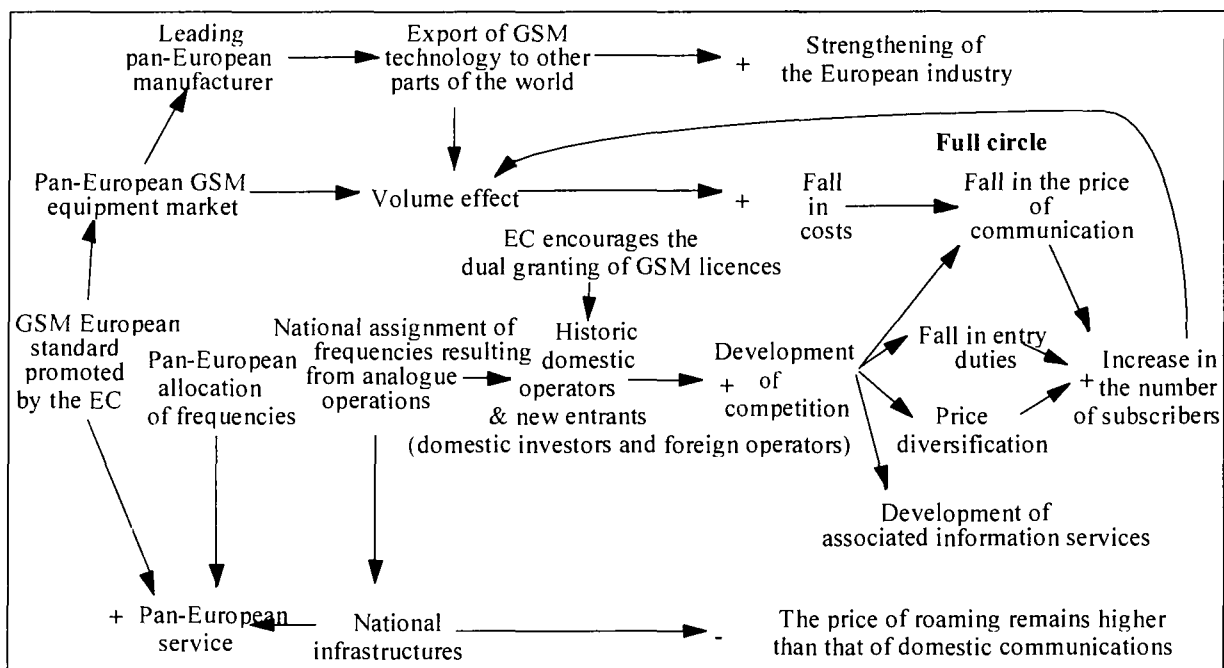 Leading
pan-European
manufacturer
Export of GSM
technology to other
parts of the world
+
Strengthening of
the European industry
Full circle
Pan-European GSM
equipment market
Volume effect
+
Fall
in
costs
Fall in the price
of
communication
EC encourages the
dual granting of GSM licences
GSM European
standard
promoted
by the EC
Pan-European
allocation
of frequencies
National assignment of
frequencies resulting
from analogue
operations
Historic
domestic
operators
& new entrants
(domestic investors and foreign operators)
+
Development
of
competition
Fall in entry
duties
Price
diversification
+
Increase in
the number
of subscribers
Development of
associated information services
+
Pan-European
service
National
infrastructures
-
The price of roaming remains higher
than that of domestic communications